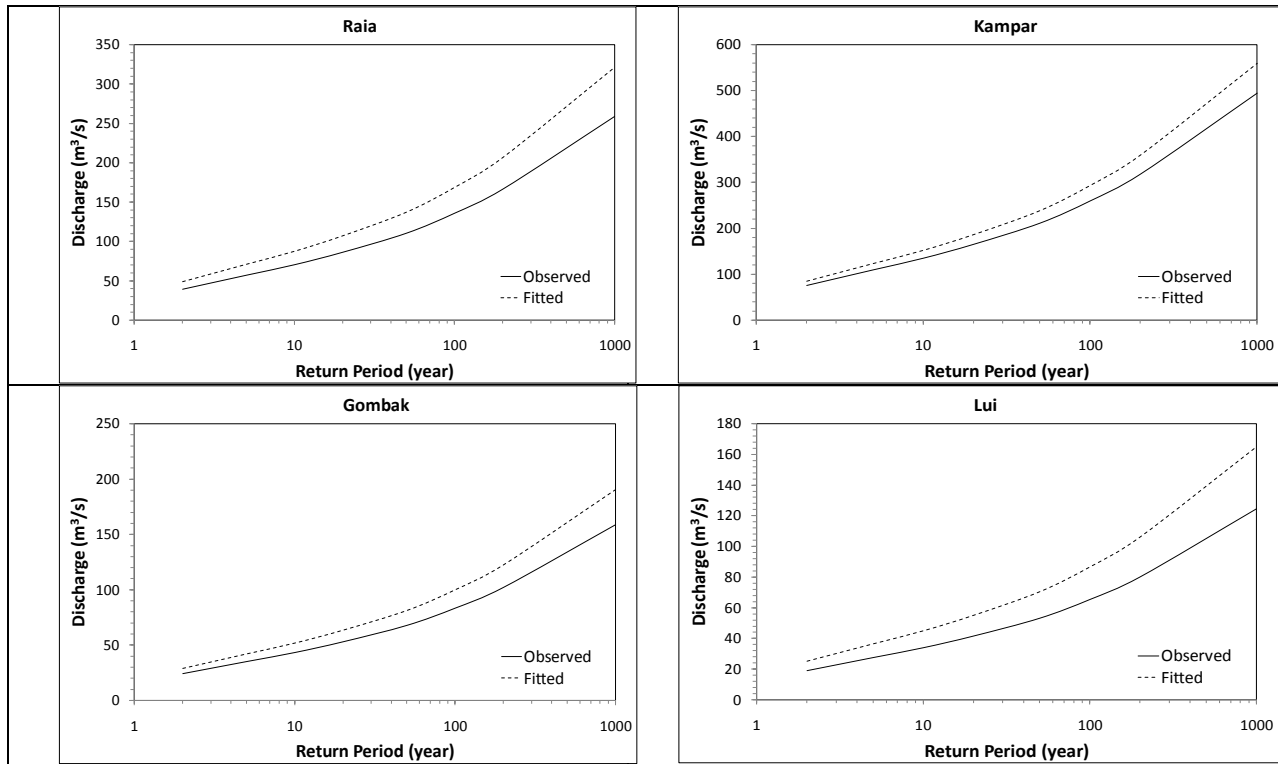 Raia
350
300
250
200
150
100
50
0
Discharge (m³/s)
Observed
Fitted
1 10 100 1000
Return Period (year)
Kampar
600
500
400
300
200
100
0
Discharge (m³/s)
Observed
Fitted
1 10 100 1000
Return Period (year)
Gombak
250
200
150
100
50
0
Discharge (m³/s)
Observed
Fitted
1 10 100 1000
Return Period (year)
Lui
180
160
140
120
100
80
60
40
20
0
Discharge (m³/s)
Observed
Fitted
1 10 100 1000
Return Period (year)